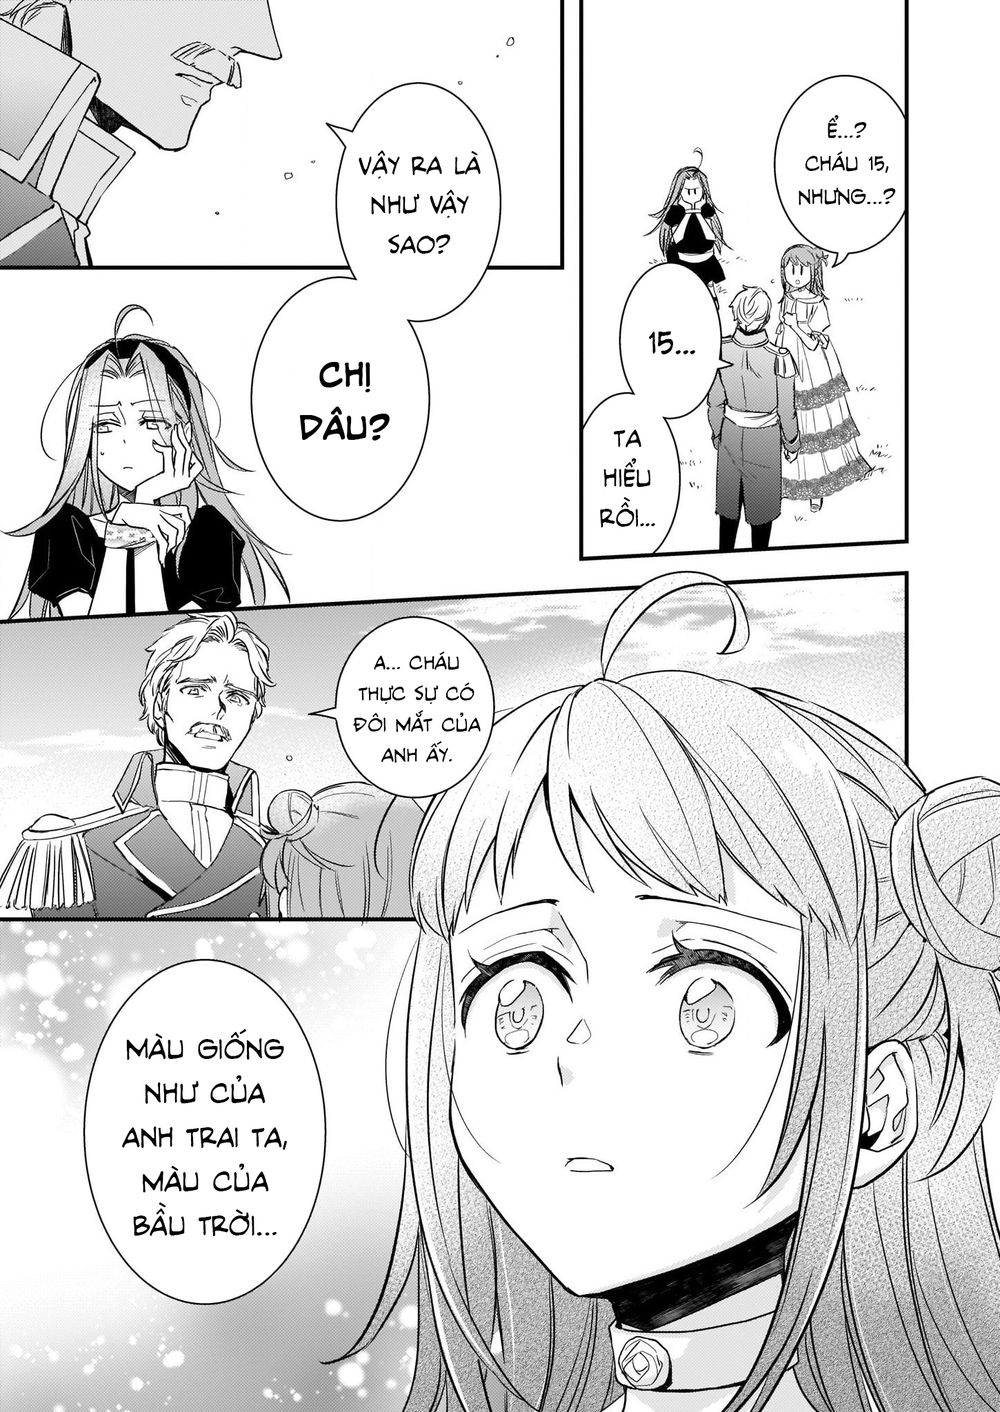 Ể...?
CHÁU 15,
NHƯNG...?
15...
TA
HIỂU
RỒI...
VẬY RA LÀ
NHƯ VẬY
SAO?
CHỊ
DÂU?
A... CHÁU
THỰC SỰ CÓ
ĐÔI MẮT CỦA
ANH ẤY.
MÀU GIỐNG
NHƯ CỦA
ANH TRAI TA,
MÀU CỦA
BẦU TRỜI...